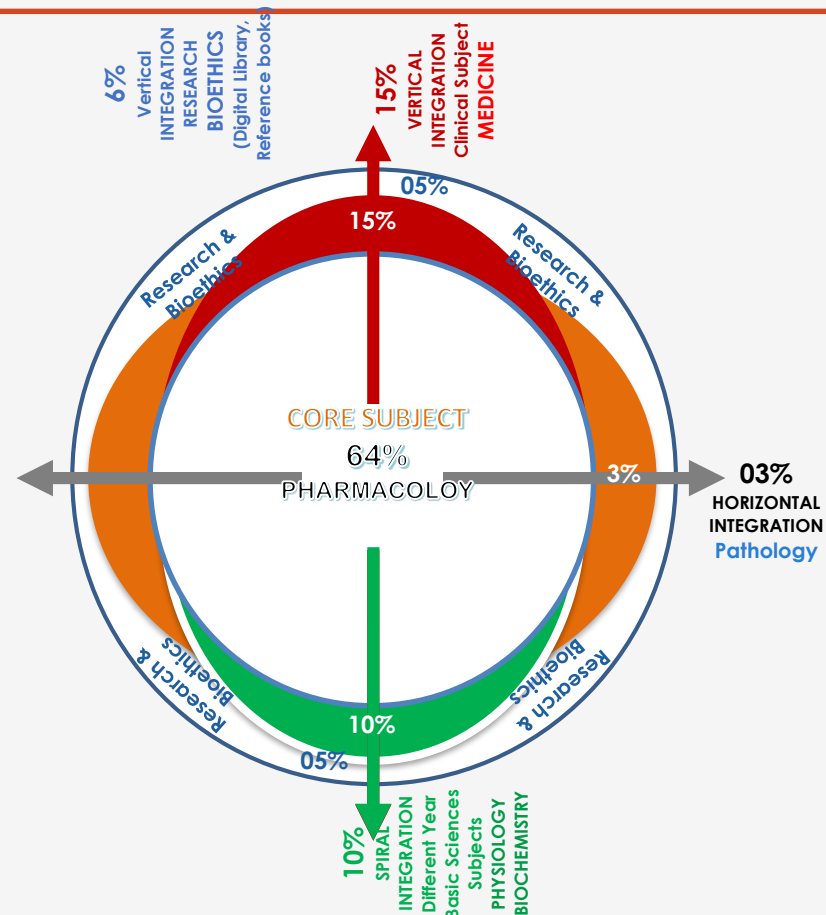 6%
Vertical
INTEGRATION
RESEARCH
BIOETHICS
(Digital Library,
Reference books)
15%
VERTICAL
INTEGRATION
Clinical Subject
MEDICINE
05%
15%
Research &
Bioethics
Research &
Bioethics
CORE SUBJECT
64%
PHARMACOLOY
3%
03%
HORIZONTAL
INTEGRATION
Pathology
Research &
Bioethics
Research &
Bioethics
10%
05%
10%
SPIRAL
INTEGRATION
Different Year
Basic Sciences
Subjects
PHYSIOLOGY
BIOCHEMISTRY